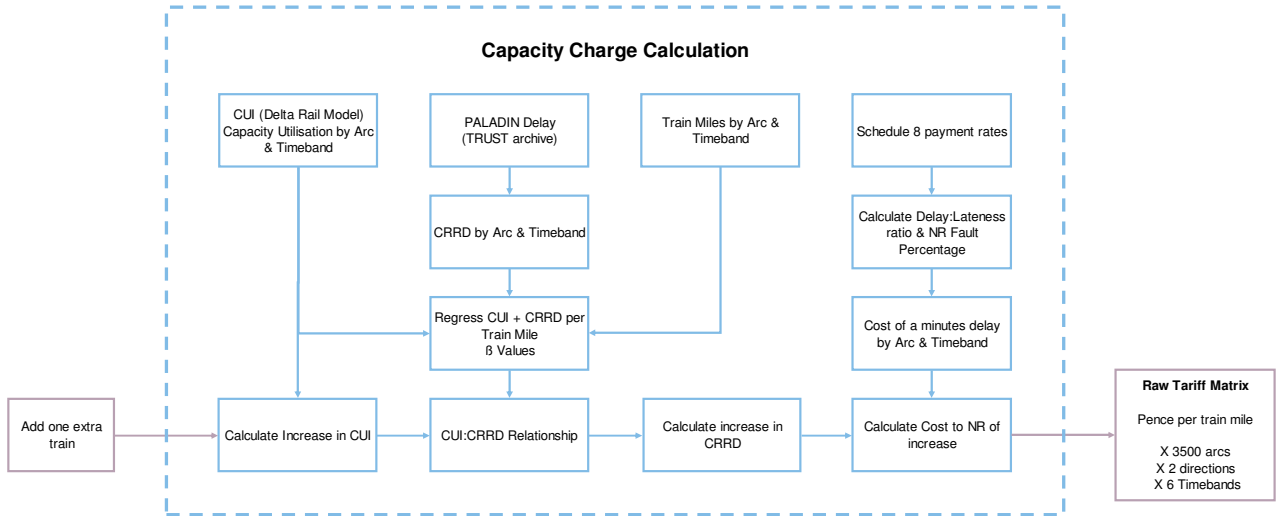 Capacity Charge Calculation
CUI (Delta Rail Model)
Capacity Utilisation by Arc
& Timeband
PALADIN Delay
(TRUST archive)
Train Miles by Arc &
Timeband
Schedule 8 payment rates
CRRD by Arc & Timeband
Calculate Delay:Lateness
ratio & NR Fault
Percentage
Regress CUI + CRRD per
Train Mile
ß Values
Cost of a minutes delay
by Arc & Timeband
Add one extra
train
Calculate Increase in CUI
CUI:CRRD Relationship
Calculate increase in
CRRD
Calculate Cost to NR of
increase
Raw Tariff Matrix
Pence per train mile
X 3500 arcs
X 2 directions
X 6 Timebands